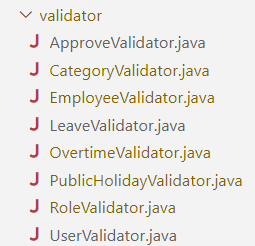 validator
ApproveValidator.java
CategoryValidator.java
EmployeeValidator.java
LeaveValidator.java
OvertimeValidator.java
PublicHolidayValidator.java
RoleValidator.java
UserValidator.java